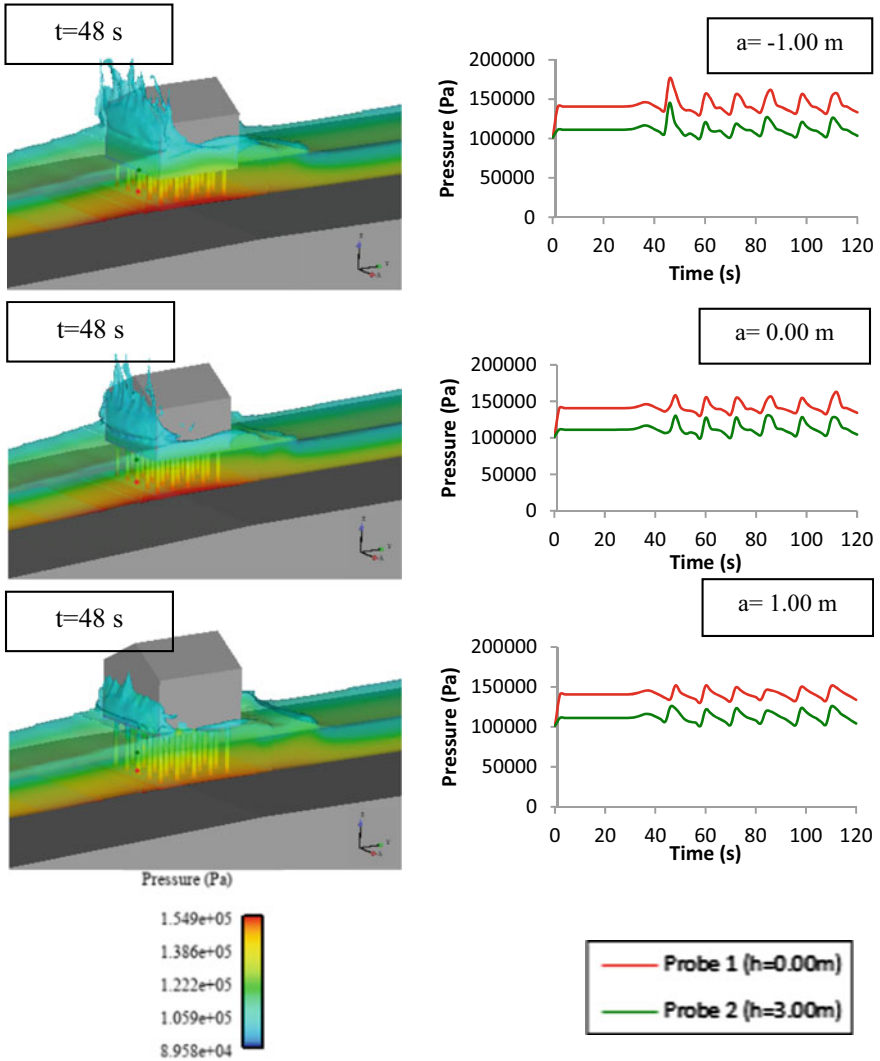 t=48 s
a= -1.00 m
200000
150000
100000
50000
0
Pressure (Pa)
0 20 40 60 80 100 120
Time (s)
t=48 s
a= 0.00 m
200000
150000
100000
50000
0
Pressure (Pa)
0 20 40 60 80 100 120
Time (s)
t=48 s
a= 1.00 m
200000
150000
100000
50000
0
Pressure (Pa)
0 20 40 60 80 100 120
Time (s)
Pressure (Pa)
1.549e+05
1.386e+05
1.222e+05
1.059e+05
8.958e+04
Probe 1 (h=0.00m)
Probe 2 (h=3.00m)